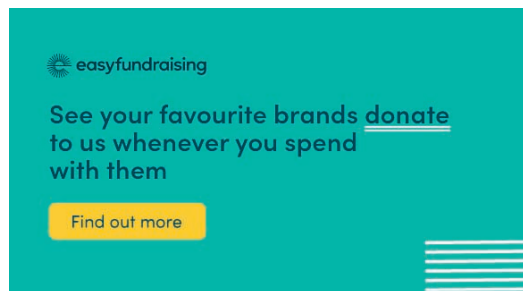 easyfundraising
See your favourite brands donate
to us whenever you spend
with them
Find out more